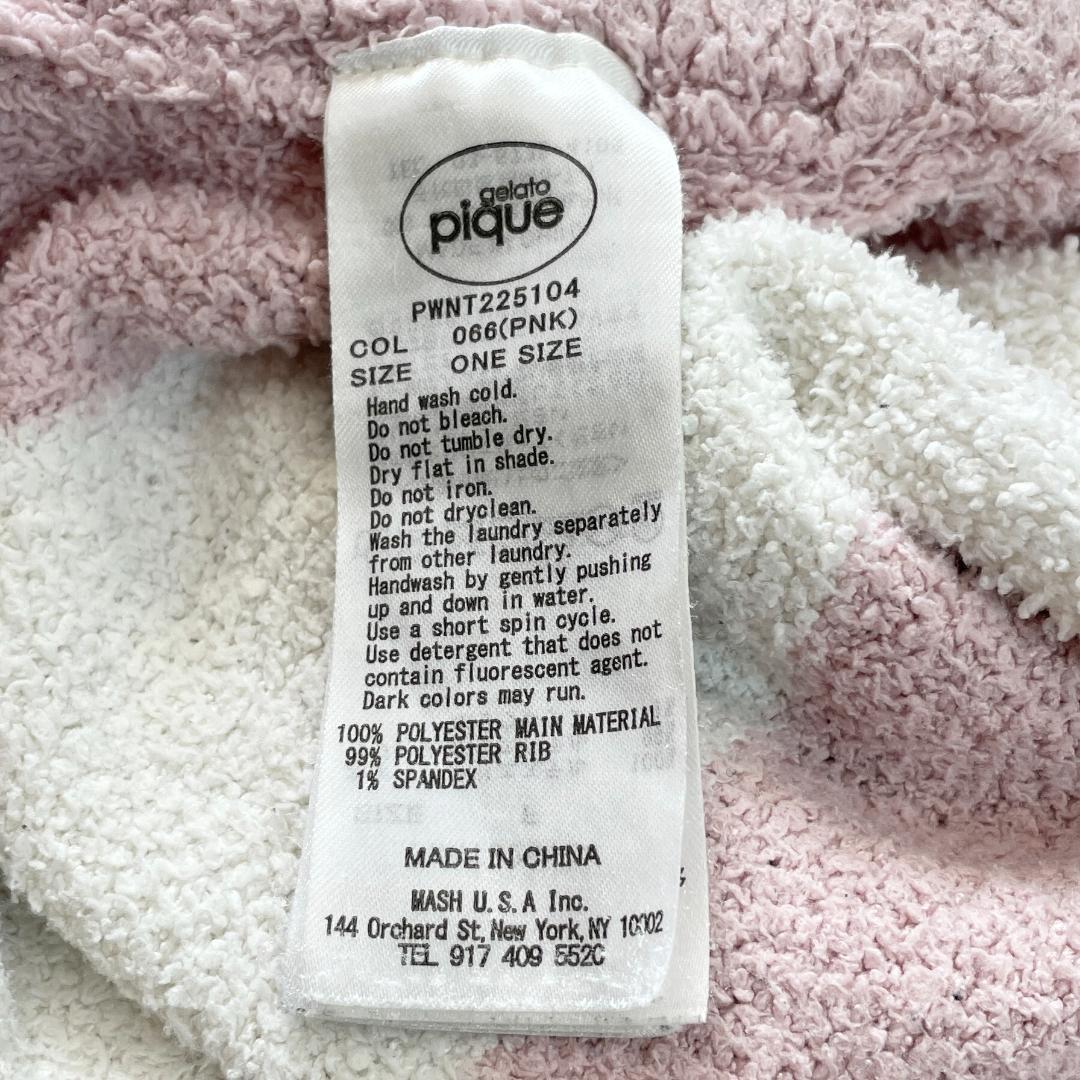 gelato
pique
PWNT225104
COL 066(PNK)
SIZE ONE SIZE
Hand wash cold.
Do not bleach.
Do not tumble dry.
Dry flat in shade.
Do not iron.
Do not dryclean.
Wash the laundry separately
from other laundry.
Handwash by gently pushing
up and down in water.
Use a short spin cycle.
Use detergent that does not
contain fluorescent agent.
Dark colors may run.
100% POLYESTER MAIN MATERIAL
99% POLYESTER RIB
1% SPANDEX
MADE IN CHINA
MASH U.S.A Inc.
144 Orchard St, New York, NY 10002
TEL 917 409